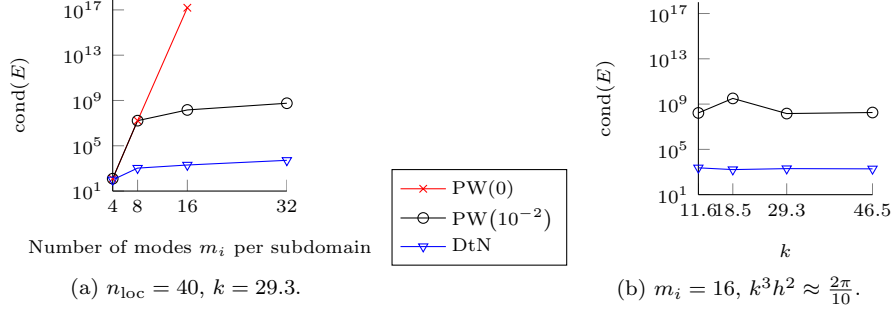 10^17
10^13
10^9
10^5
10^1
cond(E)
4 8 16 32
Number of modes m_i per subdomain
(a) n_loc = 40, k = 29.3.
PW(0)
PW(10^−2)
DtN
10^17
10^13
10^9
10^5
10^1
cond(E)
11.6 18.5 29.3 46.5
k
(b) m_i = 16, k^3h^2 ≈ 2π/10.